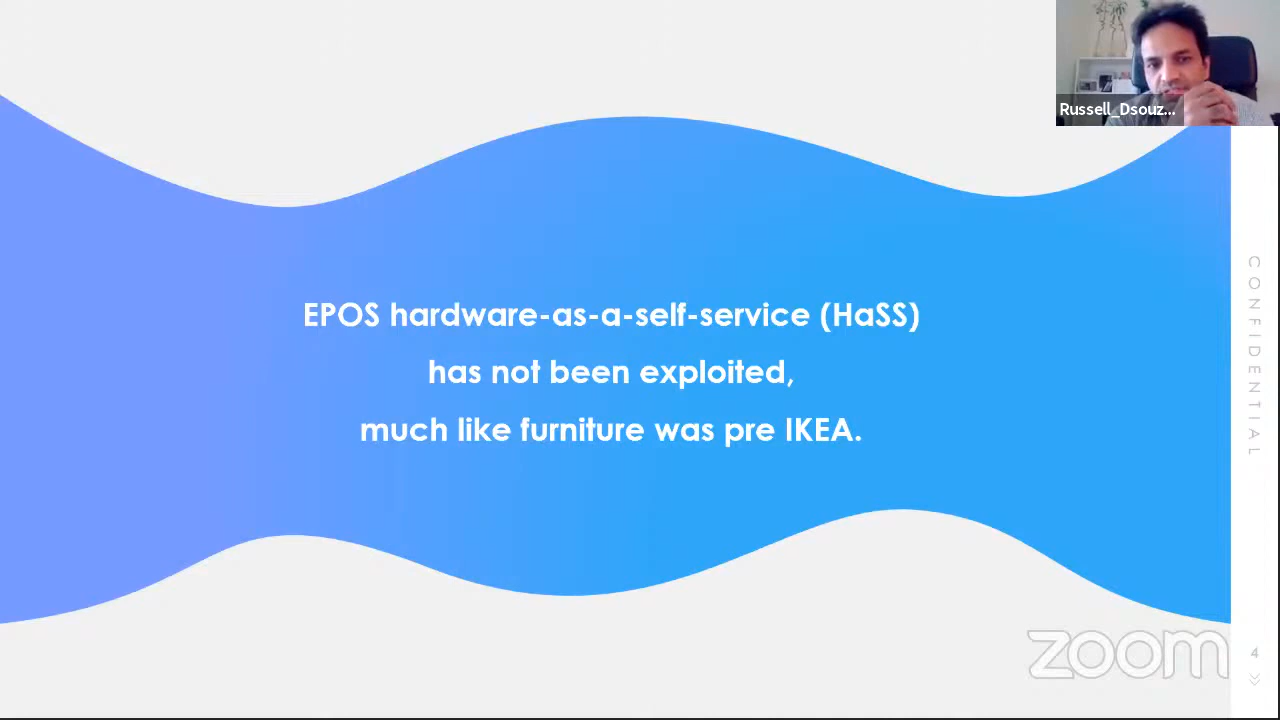 Russell_Dsouz...
EPOS hardware-as-a-self-service (HaSS)
has not been exploited,
much like furniture was pre IKEA.
CONFIDENTIAL
zoom
4